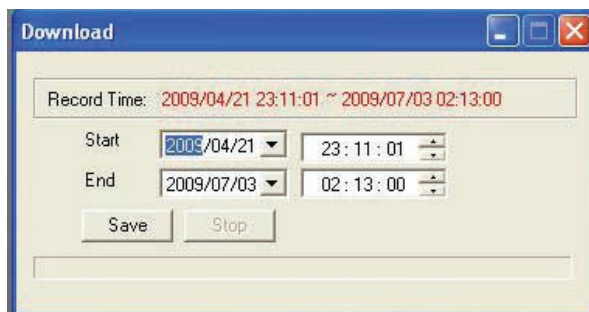 Download
Record Time: 2009/04/21 23:11:01 ~ 2009/07/03 02:13:00
Start 2009/04/21 23 : 11 : 01
End 2009/07/03 02 : 13 : 00
Save Stop